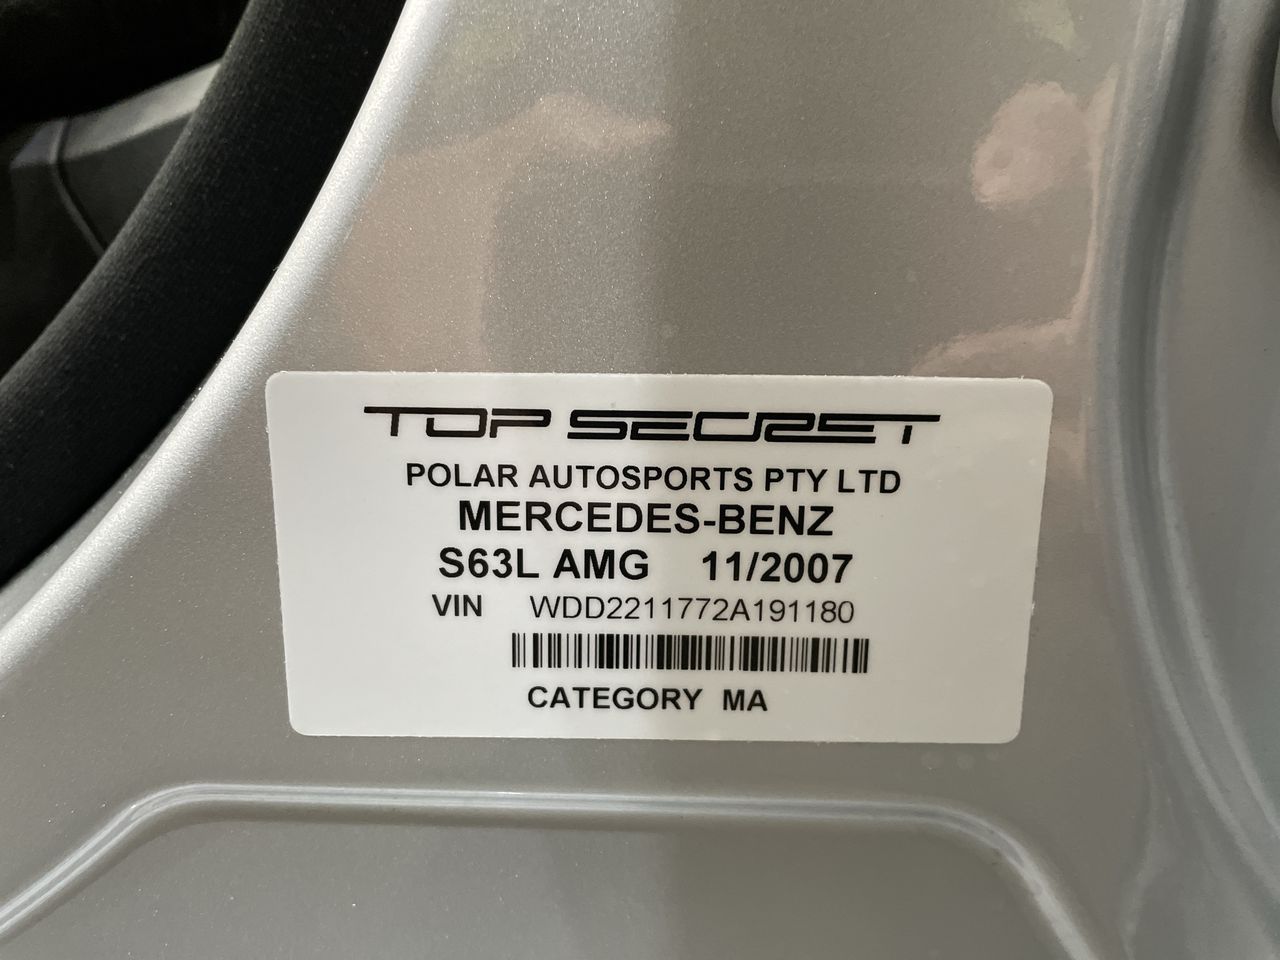 TOP SECRET
POLAR AUTOSPORTS PTY LTD
MERCEDES-BENZ
S63L AMG 11/2007
VIN WDD2211772A191180
CATEGORY MA